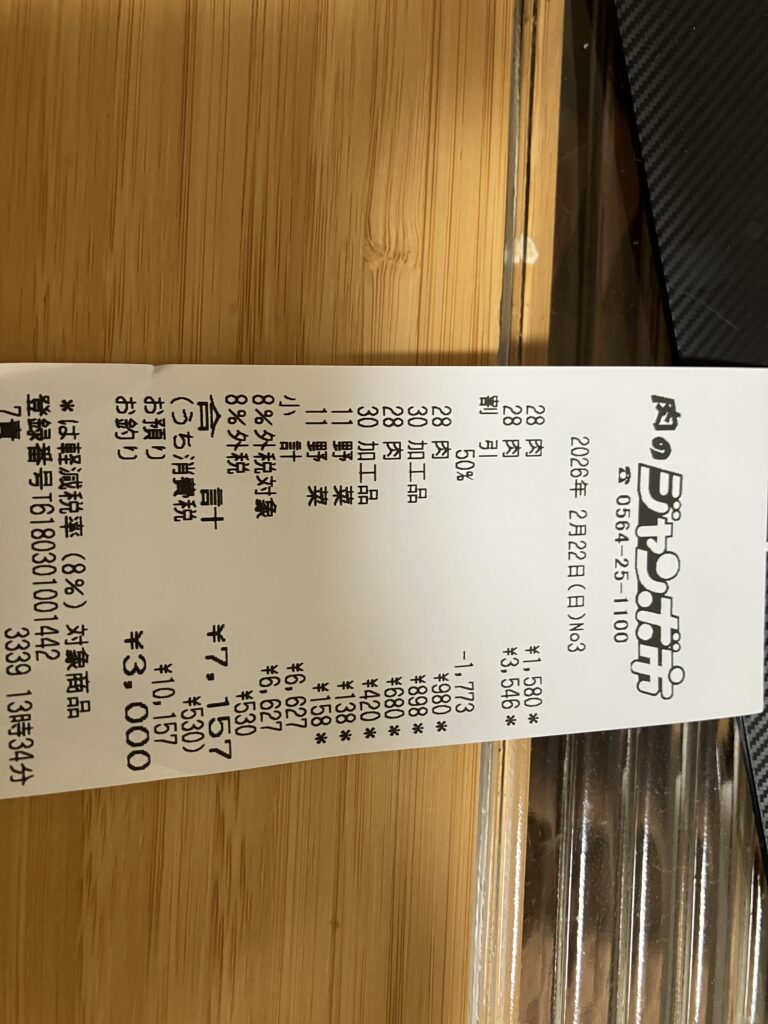 肉のジャンボオ
☎ 0564-25-1100
2026年 2月22日(日)No3
28 肉 ¥1,580*
28 肉 ¥3,546*
割引 50% -1,773
28 肉 ¥980*
30 加工品 ¥898*
28 肉 ¥680*
30 加工品 ¥420*
11 野菜 ¥138*
11 野菜 ¥158*
小計 ¥6,627
8%外税対象 ¥6,627
8%外税 ¥530
合計 ¥7,157
(うち消費税 ¥530)
お預り ¥10,157
お釣り ¥3,000
*は軽減税率(8%)対象商品
登録番号T6180301001442
3339 13時34分